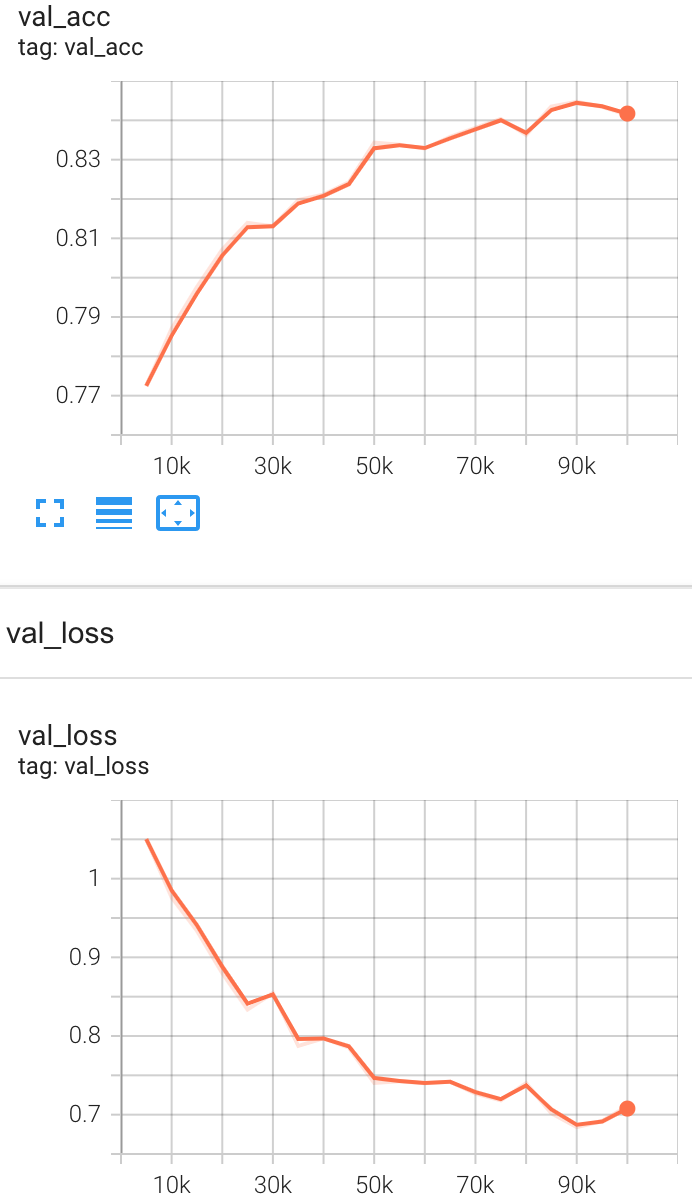 val_acc
tag: val_acc
0.83
0.81
0.79
0.77
10k 30k 50k 70k 90k
val_loss
val_loss
tag: val_loss
1
0.9
0.8
0.7
10k 30k 50k 70k 90k